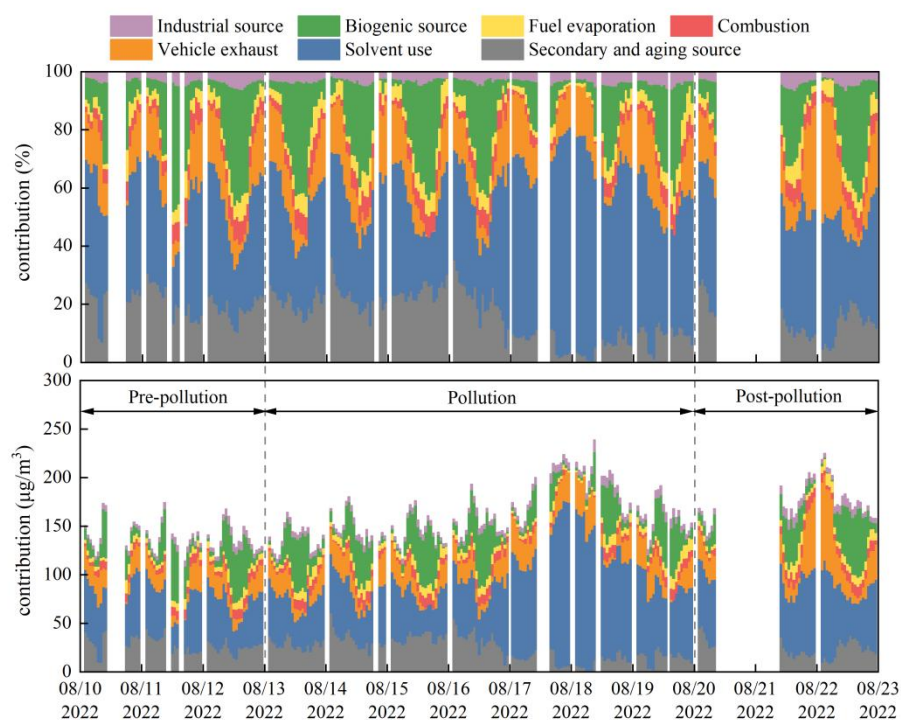 Industrial source Biogenic source Fuel evaporation Combustion
Vehicle exhaust Solvent use Secondary and aging source
contribution (%)
100
80
60
40
20
0
contribution (μg/m³)
300
250
200
150
100
50
0
Pre-pollution Pollution Post-pollution
08/10 08/11 08/12 08/13 08/14 08/15 08/16 08/17 08/18 08/19 08/20 08/21 08/22 08/23
2022 2022 2022 2022 2022 2022 2022 2022 2022 2022 2022 2022 2022 2022